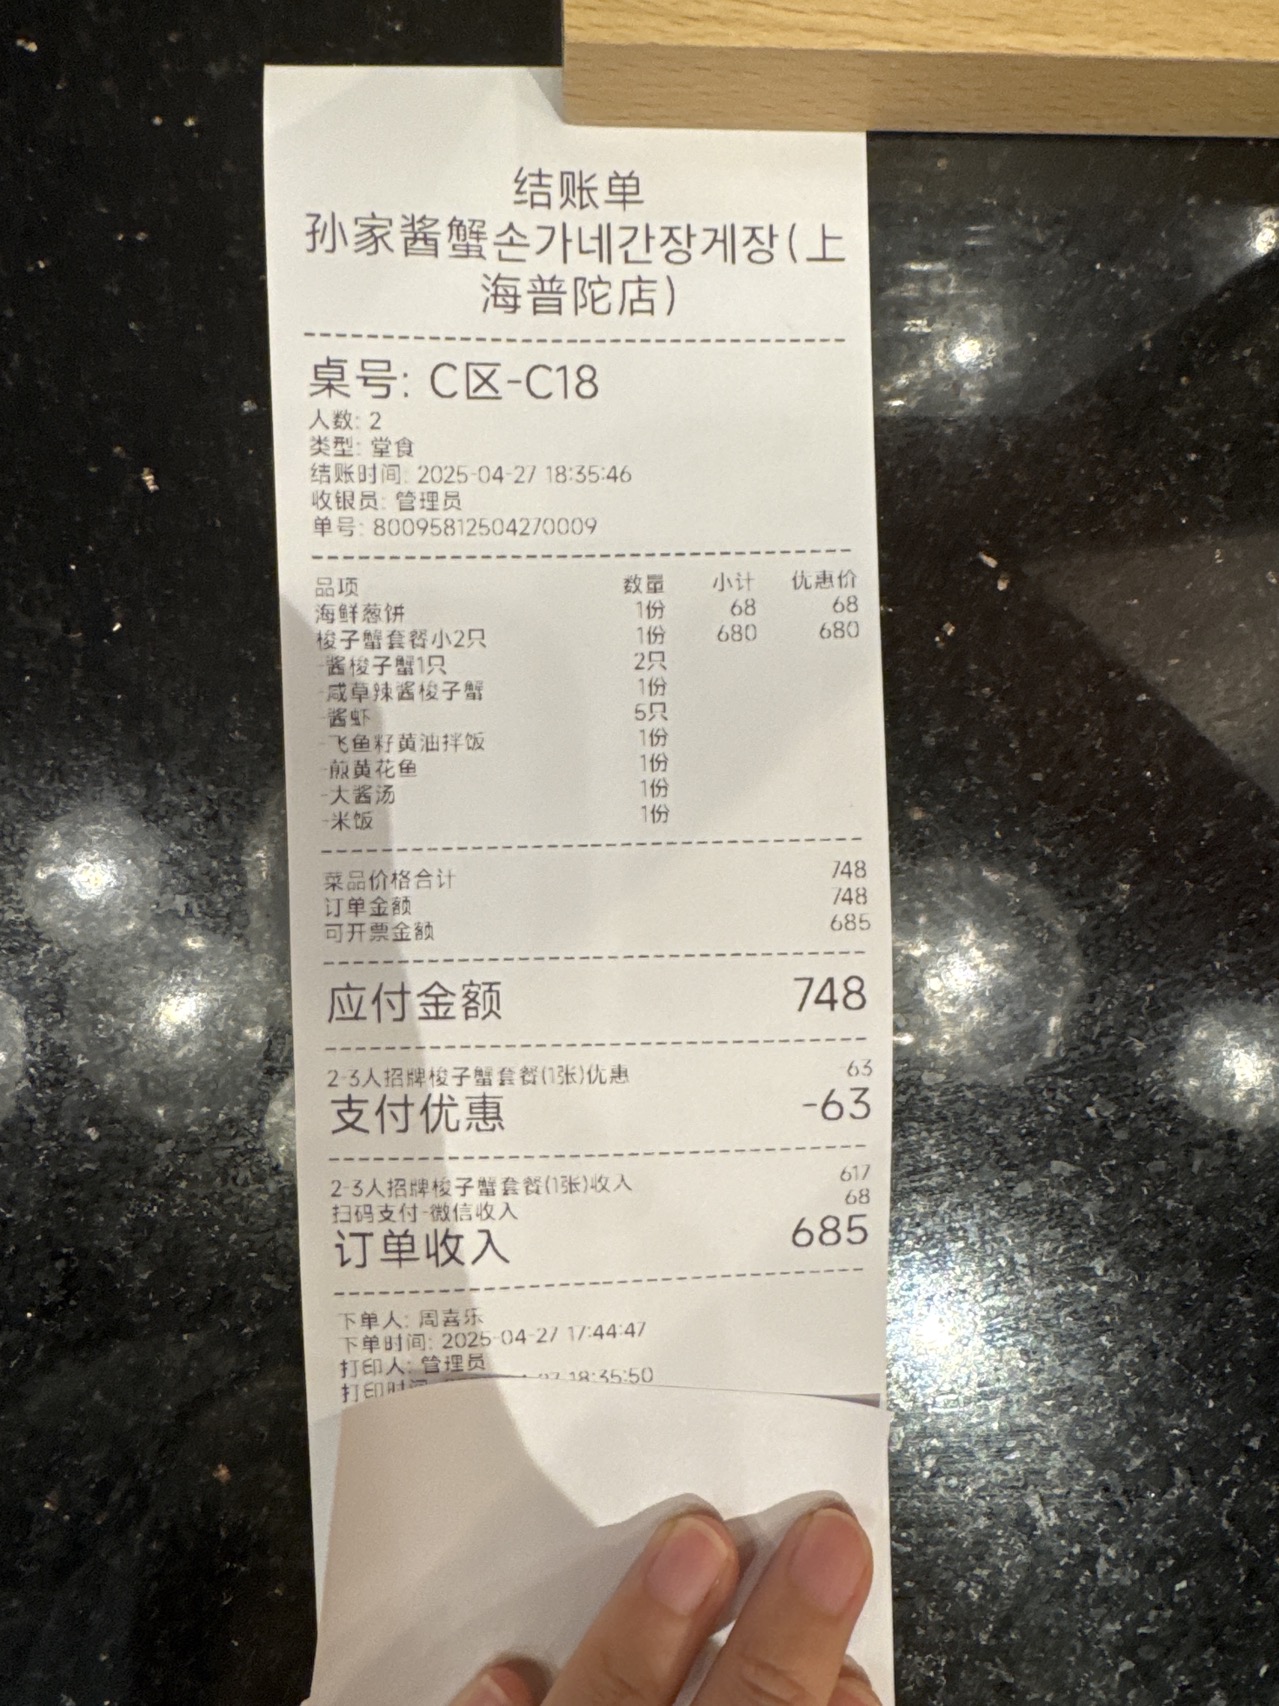 结账单
孙家酱蟹손가네간장게장(上
海普陀店)
桌号: C区-C18
人数: 2
类型: 堂食
结账时间: 2025-04-27 18:35:46
收银员: 管理员
单号: 80095812504270009
品项 数量 小计 优惠价
海鲜葱饼 1份 68 68
梭子蟹套餐小2只 1份 680 680
-酱梭子蟹1只 2只
-咸草辣酱梭子蟹 1份
-酱虾 5只
-飞鱼籽黄油拌饭 1份
-煎黄花鱼 1份
-大酱汤 1份
-米饭 1份
菜品价格合计 748
订单金额 748
可开票金额 685
应付金额 748
2-3人招牌梭子蟹套餐(1张)优惠 63
支付优惠 -63
2-3人招牌梭子蟹套餐(1张)收入 617
扫码支付-微信收入 68
订单收入 685
下单人: 周喜乐
下单时间: 2025-04-27 17:44:47
打印人: 管理员
打印时间 27 18:35:50